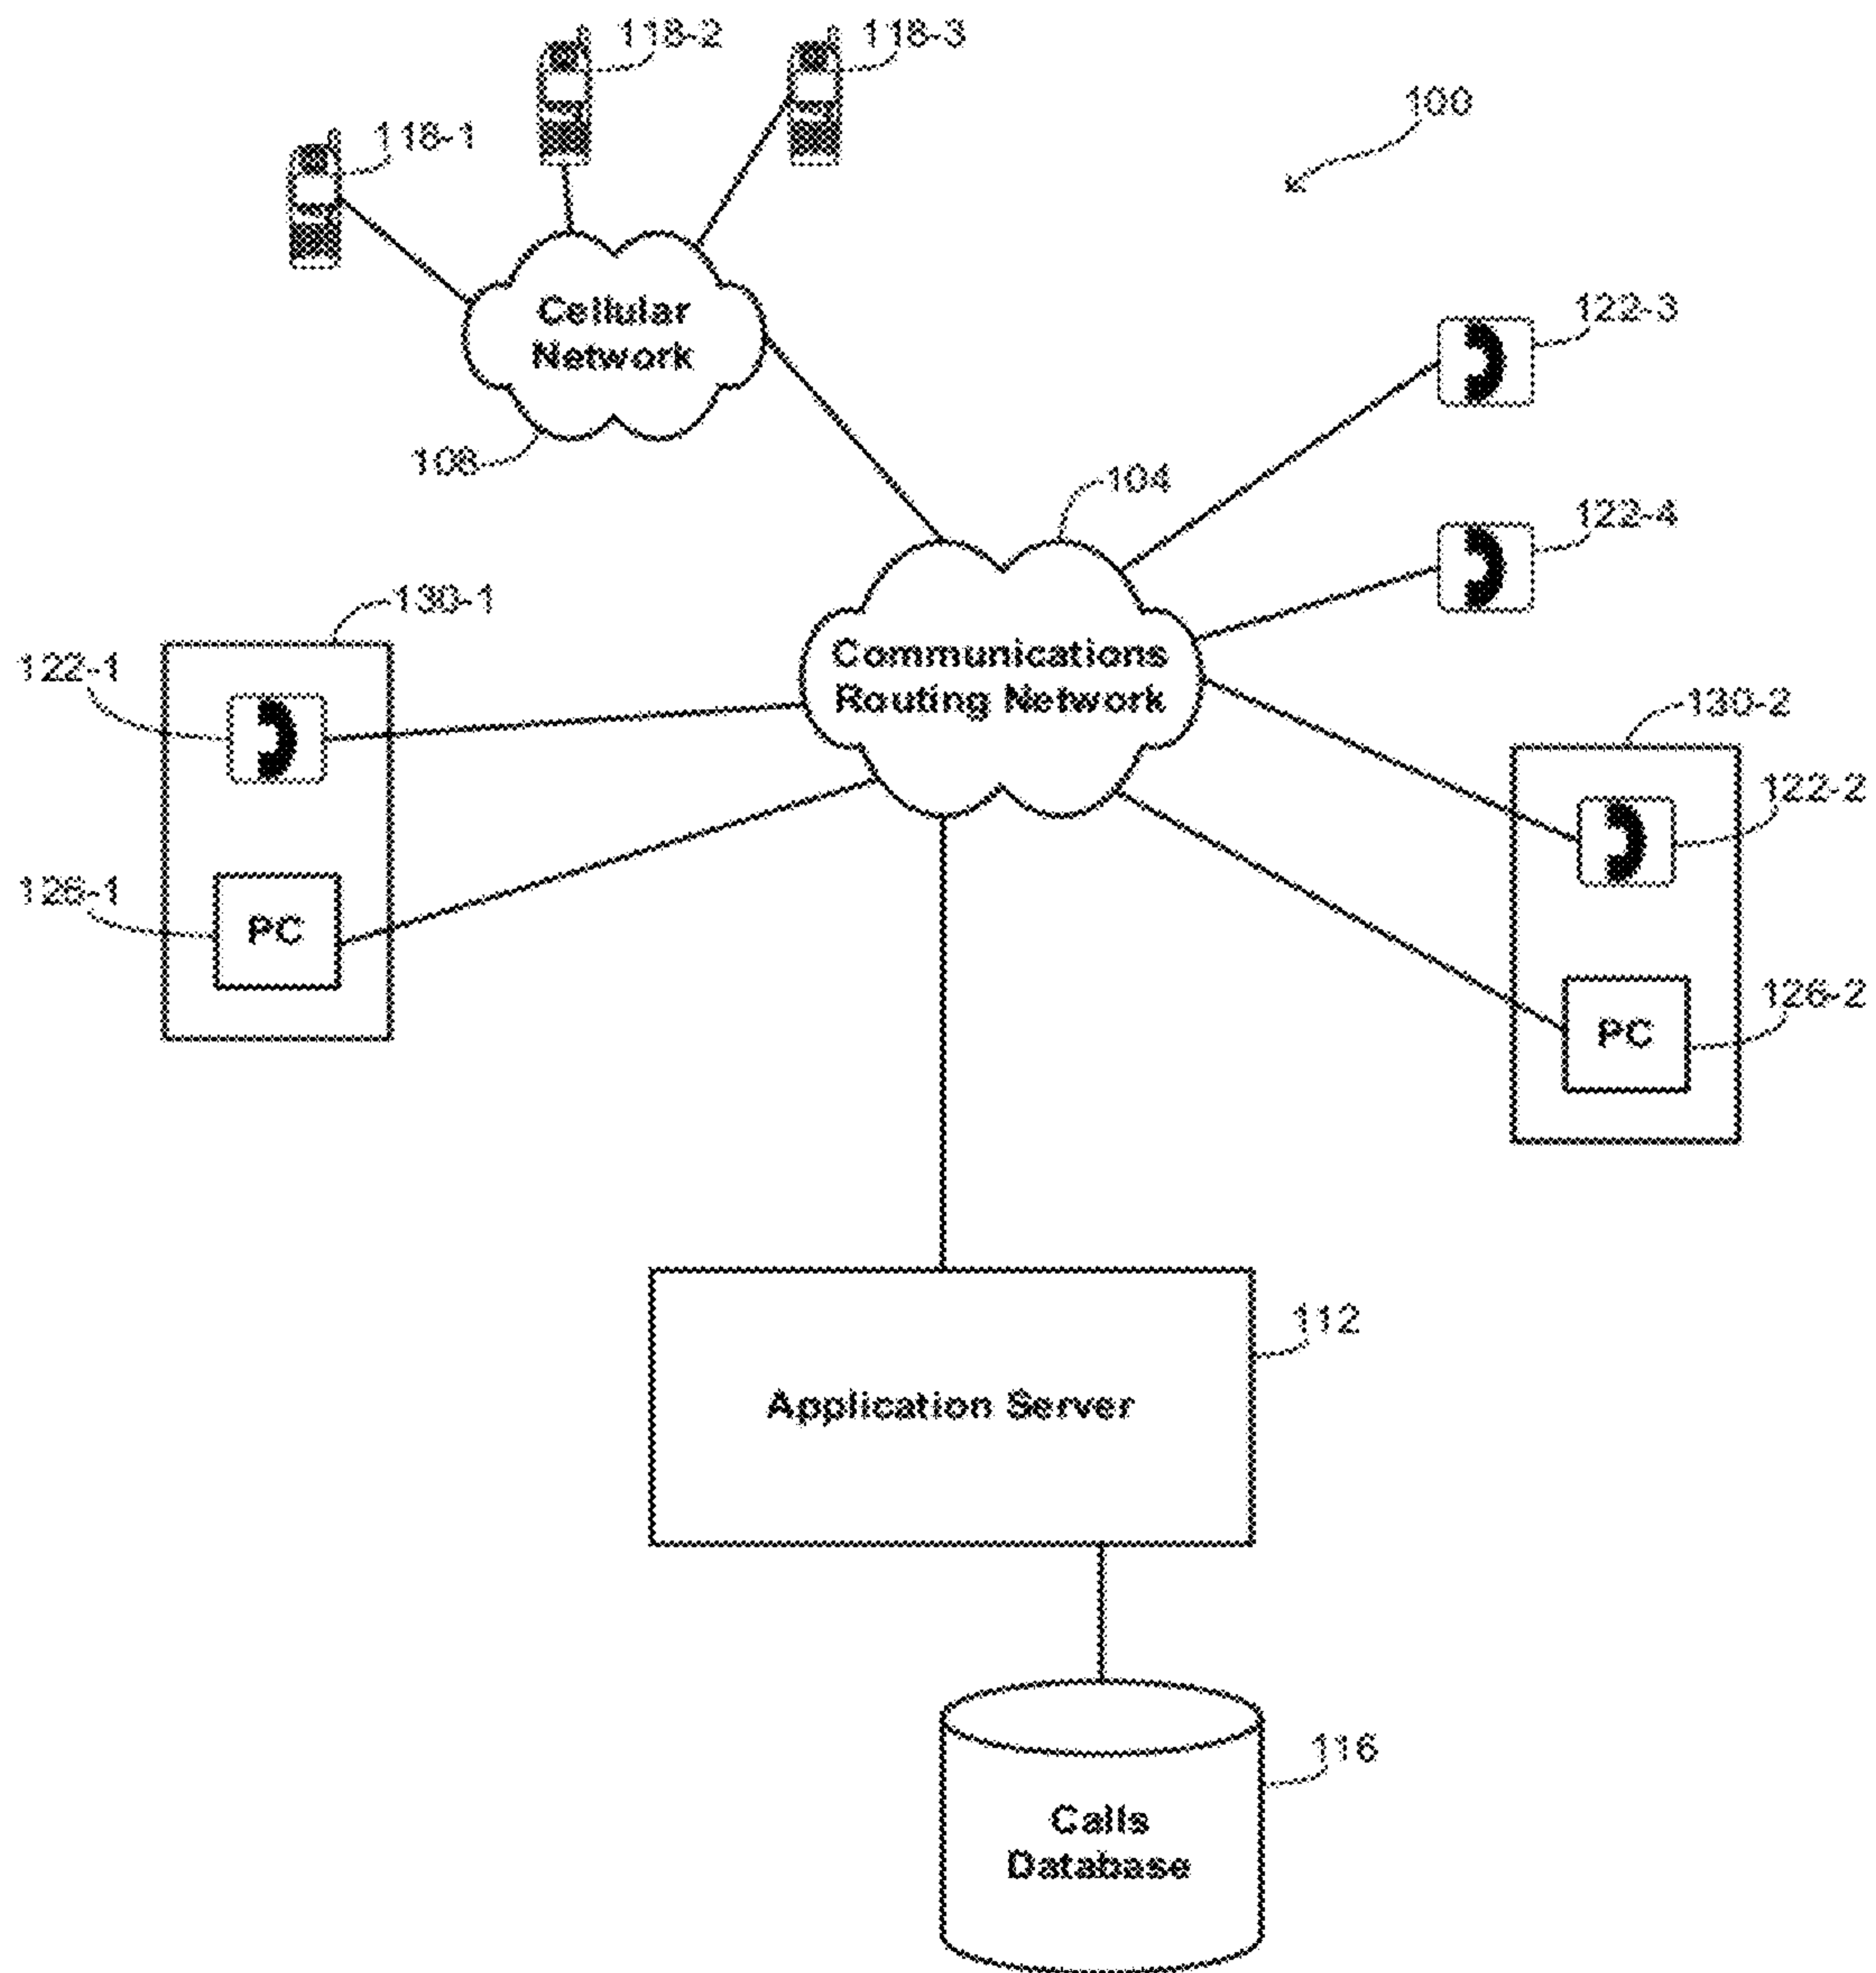 118-2
118-3
118-1
100
Cellular
Network
122-3
108
104
122-4
130-1
Communications
Routing Network
122-1
130-2
122-2
126-1
PC
126-2
PC
112
Application Server
116
Calls
Database